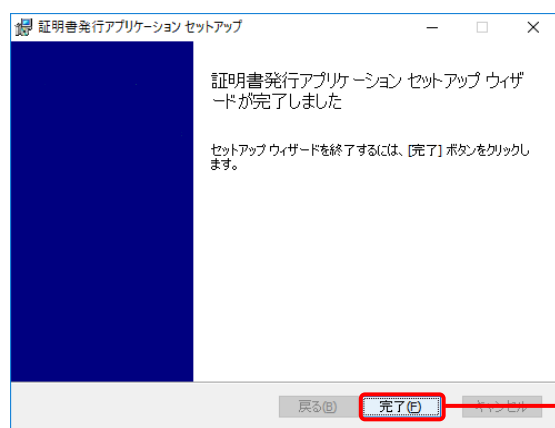 証明書発行アプリケーション セットアップ
証明書発行アプリケーション セットアップ ウィザ
ードが完了しました
セットアップ ウィザードを終了するには、[完了] ボタンをクリックし
ます。
戻る(B) 完了(F) キャンセル